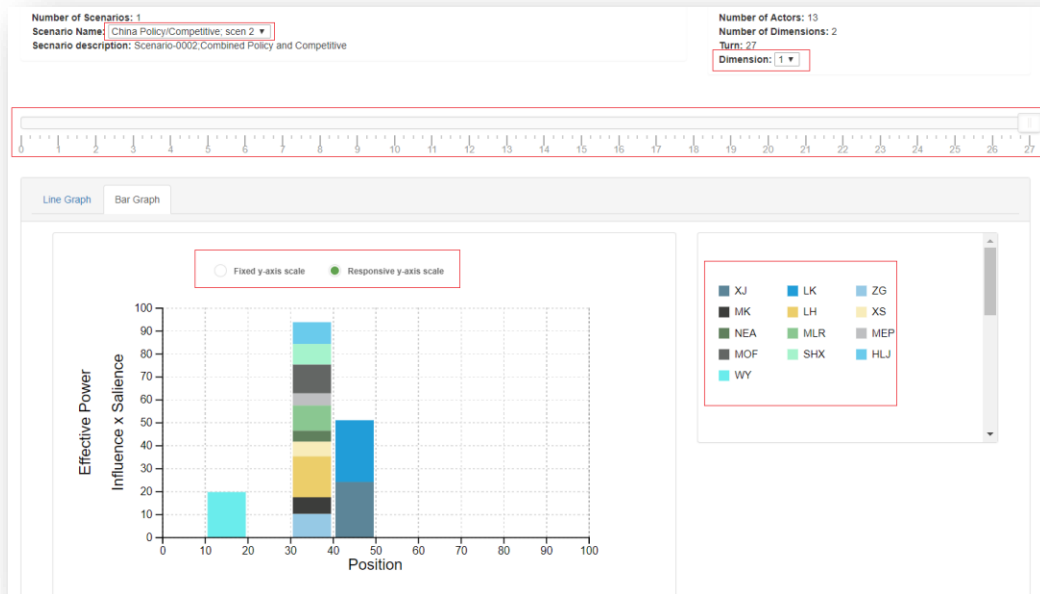 Number of Scenarios: 1
Scenario Name: China Policy/Competitive; scen 2 ▼
Secnario description: Scenario-0002;Combined Policy and Competitive
Number of Actors: 13
Number of Dimensions: 2
Turn: 27
Dimension: 1 ▼
0 1 2 3 4 5 6 7 8 9 10 11 12 13 14 15 16 17 18 19 20 21 22 23 24 25 26 27
Line Graph Bar Graph
Fixed y-axis scale Responsive y-axis scale
Effective Power
Influence x Salience
100
90
80
70
60
50
40
30
20
10
0
0 10 20 30 40 50 60 70 80 90 100
Position
XJ LK ZG
MK LH XS
NEA MLR MEP
MOF SHX HLJ
WY